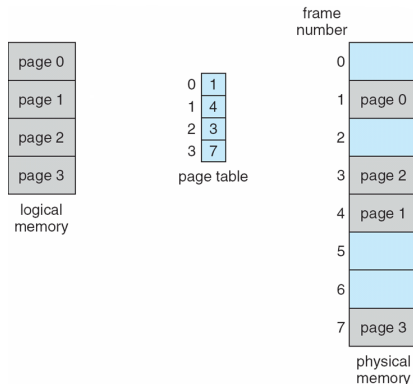 page 0
page 1
page 2
page 3
logical
memory
0 1
1 4
2 3
3 7
page table
frame
number
0
1 page 0
2
3 page 2
4 page 1
5
6
7 page 3
physical
memory